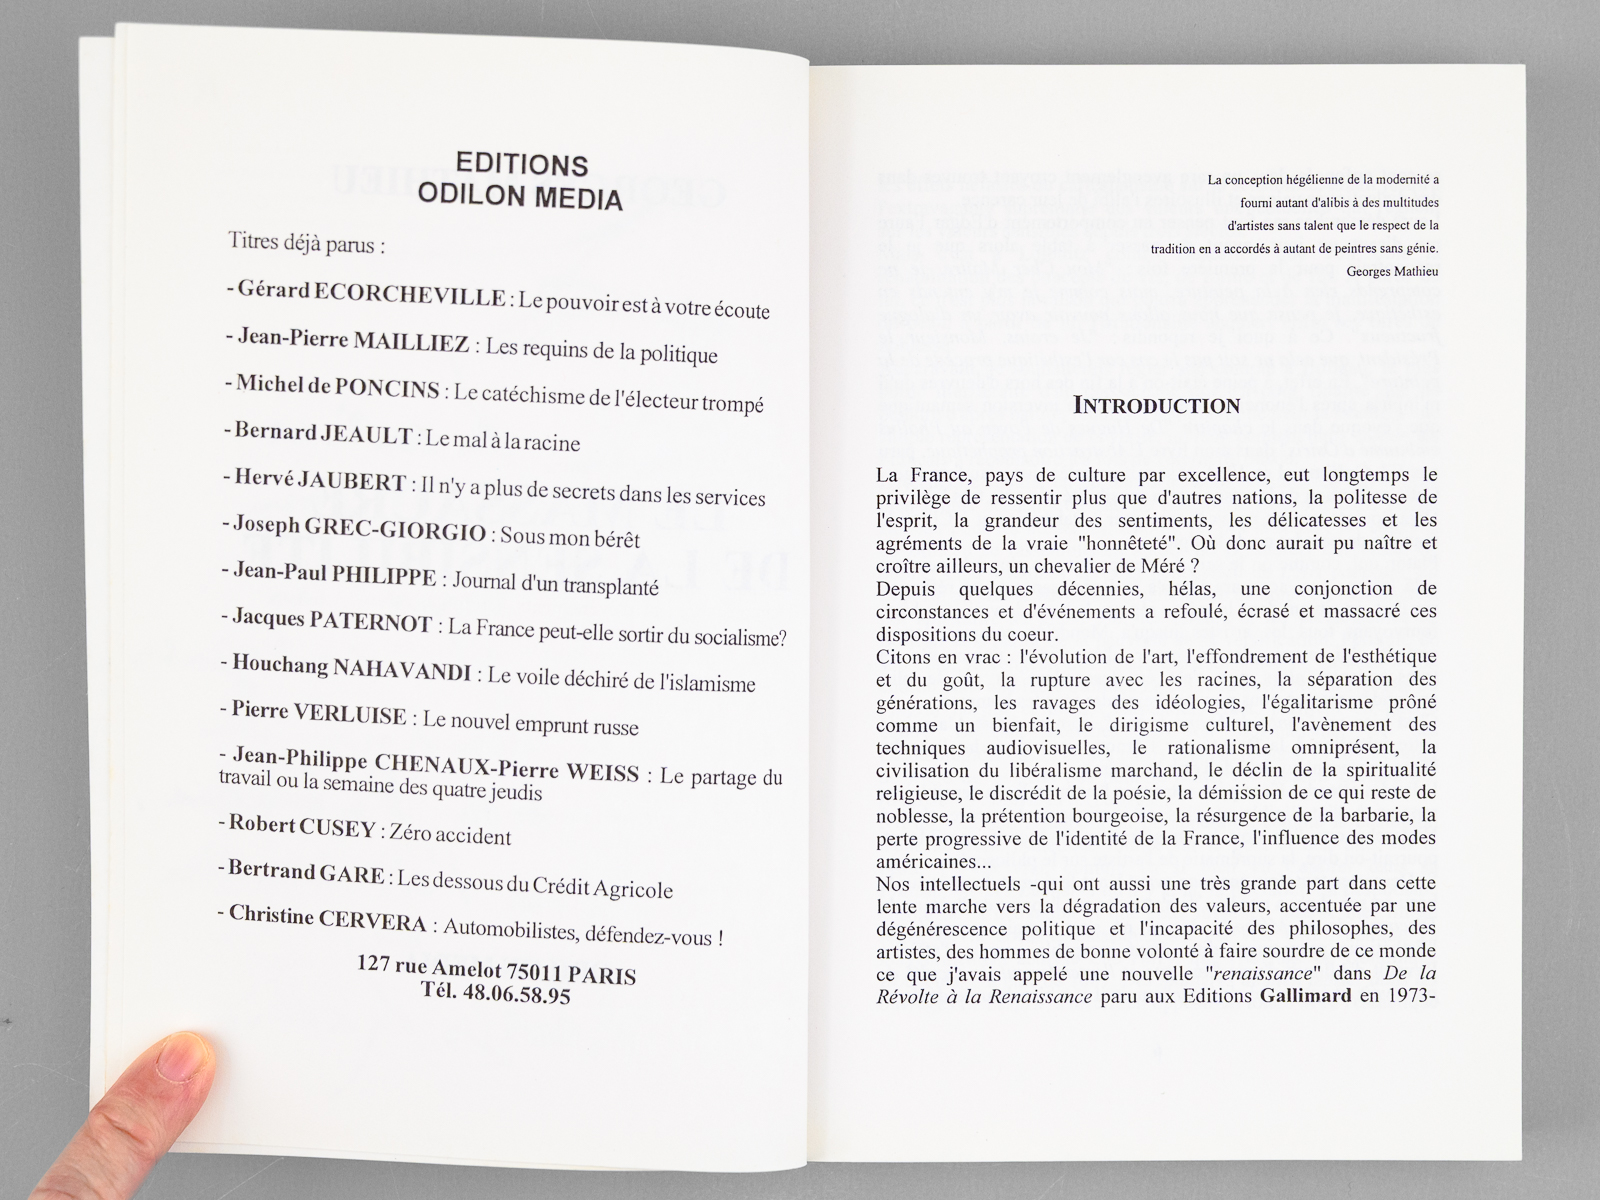 EDITIONS
ODILON MEDIA
Titres déjà parus :
- Gérard ECORCHEVILLE : Le pouvoir est à votre écoute
- Jean-Pierre MAILLIEZ : Les requins de la politique
- Michel de PONCINS : Le catéchisme de l'électeur trompé
- Bernard JEAULT : Le mal à la racine
- Hervé JAUBERT : Il n'y a plus de secrets dans les services
- Joseph GREC-GIORGIO : Sous mon bérêt
- Jean-Paul PHILIPPE : Journal d'un transplanté
- Jacques PATERNOT : La France peut-elle sortir du socialisme?
- Houchang NAHAVANDI : Le voile déchiré de l'islamisme
- Pierre VERLUISE : Le nouvel emprunt russe
- Jean-Philippe CHENAUX-Pierre WEISS : Le partage du
travail ou la semaine des quatre jeudis
- Robert CUSEY : Zéro accident
- Bertrand GARE : Les dessous du Crédit Agricole
- Christine CERVERA : Automobilistes, défendez-vous !
127 rue Amelot 75011 PARIS
Tél. 48.06.58.95
La conception hégélienne de la modernité a
fourni autant d'alibis à des multitudes
d'artistes sans talent que le respect de la
tradition en a accordés à autant de peintres sans génie.
Georges Mathieu
INTRODUCTION
La France, pays de culture par excellence, eut longtemps le
privilège de ressentir plus que d'autres nations, la politesse de
l'esprit, la grandeur des sentiments, les délicatesses et les
agréments de la vraie "honnêteté". Où donc aurait pu naître et
croître ailleurs, un chevalier de Méré ?
Depuis quelques décennies, hélas, une conjonction de
circonstances et d'événements a refoulé, écrasé et massacré ces
dispositions du coeur.
Citons en vrac : l'évolution de l'art, l'effondrement de l'esthétique
et du goût, la rupture avec les racines, la séparation des
générations, les ravages des idéologies, l'égalitarisme prôné
comme un bienfait, le dirigisme culturel, l'avènement des
techniques audiovisuelles, le rationalisme omniprésent, la
civilisation du libéralisme marchand, le déclin de la spiritualité
religieuse, le discrédit de la poésie, la démission de ce qui reste de
noblesse, la prétention bourgeoise, la résurgence de la barbarie, la
perte progressive de l'identité de la France, l'influence des modes
américaines...
Nos intellectuels -qui ont aussi une très grande part dans cette
lente marche vers la dégradation des valeurs, accentuée par une
dégénérescence politique et l'incapacité des philosophes, des
artistes, des hommes de bonne volonté à faire sourdre de ce monde
ce que j'avais appelé une nouvelle "renaissance" dans De la
Révolte à la Renaissance paru aux Editions Gallimard en 1973-